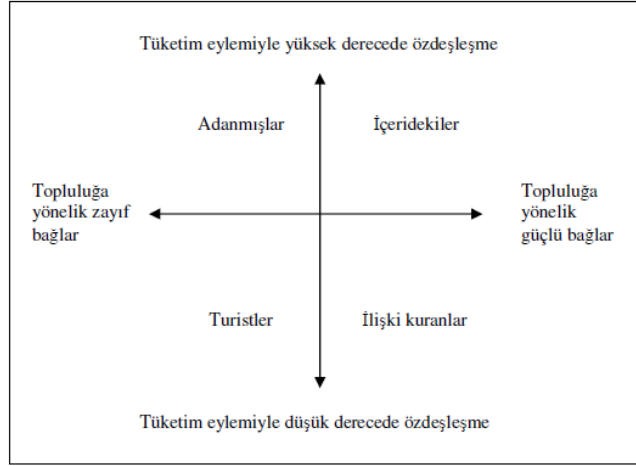 Tüketim eylemiyle yüksek derecede özdeşleşme
Adanmışlar
İçeridekiler
Topluluğa
yönelik zayıf
bağlar
Topluluğa
yönelik
güçlü bağlar
Turistler
İlişki kuranlar
Tüketim eylemiyle düşük derecede özdeşleşme